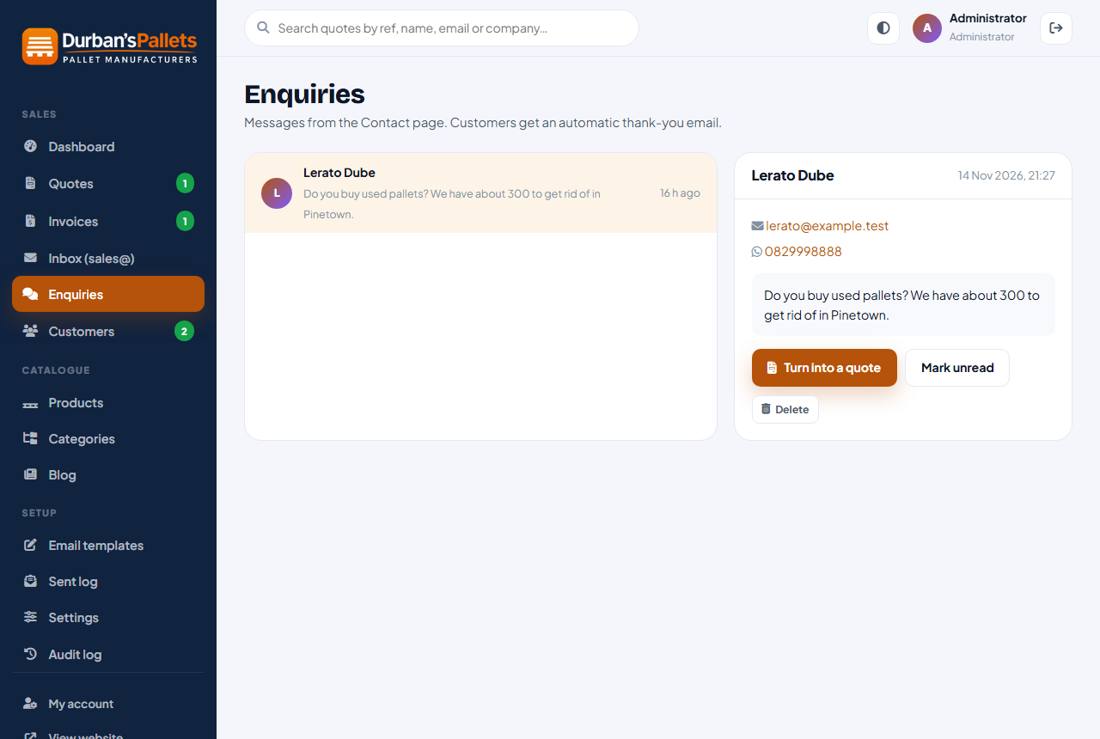 Durban'sPallets
PALLET MANUFACTURERS
SALES
Dashboard
Quotes 1
Invoices 1
Inbox (sales@)
Enquiries
Customers 2
CATALOGUE
Products
Categories
Blog
SETUP
Email templates
Sent log
Settings
Audit log
My account
View website
Search quotes by ref, name, email or company...
A
Administrator
Administrator
Enquiries
Messages from the Contact page. Customers get an automatic thank-you email.
L
Lerato Dube
Do you buy used pallets? We have about 300 to get rid of in
Pinetown.
16 h ago
Lerato Dube
14 Nov 2026, 21:27
lerato@example.test
0829998888
Do you buy used pallets? We have about 300 to
get rid of in Pinetown.
Turn into a quote
Mark unread
Delete